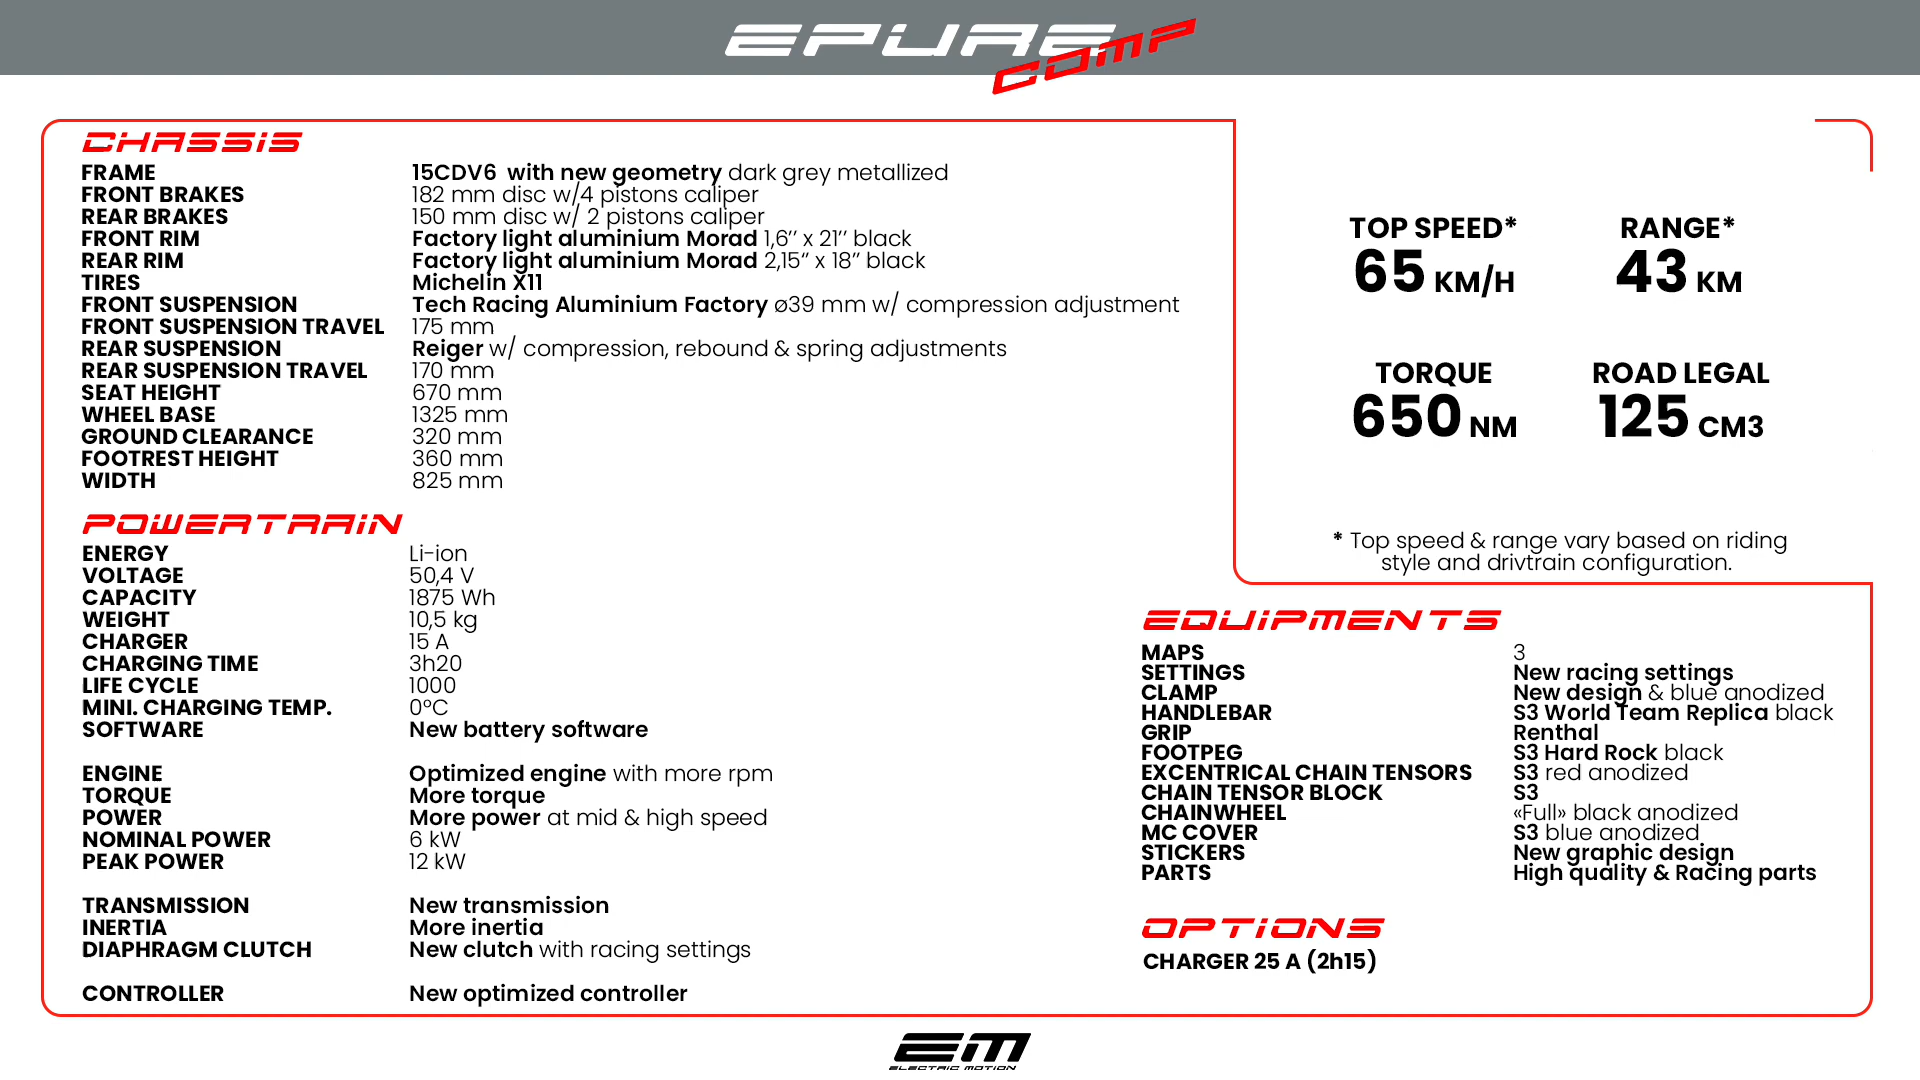 EPURE
COMP
CHASSIS
FRAME 15CDV6 with new geometry dark grey metallized
FRONT BRAKES 182 mm disc w/4 pistons caliper
REAR BRAKES 150 mm disc w/ 2 pistons caliper
FRONT RIM Factory light aluminium Morad 1,6’’ x 21’’ black
REAR RIM Factory light aluminium Morad 2,15“ x 18” black
TIRES Michelin X11
FRONT SUSPENSION Tech Racing Aluminium Factory ø39 mm w/ compression adjustment
FRONT SUSPENSION TRAVEL 175 mm
REAR SUSPENSION Reiger w/ compression, rebound & spring adjustments
REAR SUSPENSION TRAVEL 170 mm
SEAT HEIGHT 670 mm
WHEEL BASE 1325 mm
GROUND CLEARANCE 320 mm
FOOTREST HEIGHT 360 mm
WIDTH 825 mm
POWERTRAIN
ENERGY Li-ion
VOLTAGE 50,4 V
CAPACITY 1875 Wh
WEIGHT 10,5 kg
CHARGER 15 A
CHARGING TIME 3h20
LIFE CYCLE 1000
MINI. CHARGING TEMP. 0°C
SOFTWARE New battery software
ENGINE Optimized engine with more rpm
TORQUE More torque
POWER More power at mid & high speed
NOMINAL POWER 6 kW
PEAK POWER 12 kW
TRANSMISSION New transmission
INERTIA More inertia
DIAPHRAGM CLUTCH New clutch with racing settings
CONTROLLER New optimized controller
TOP SPEED* RANGE*
65 KM/H 43 KM
TORQUE ROAD LEGAL
650 NM 125 CM3
* Top speed & range vary based on riding
style and drivtrain configuration.
EQUIPMENTS
MAPS 3
SETTINGS New racing settings
CLAMP New design & blue anodized
HANDLEBAR S3 World Team Replica black
GRIP Renthal
FOOTPEG S3 Hard Rock black
EXCENTRICAL CHAIN TENSORS S3 red anodized
CHAIN TENSOR BLOCK S3
CHAINWHEEL «Full» black anodized
MC COVER S3 blue anodized
STICKERS New graphic design
PARTS High quality & Racing parts
OPTIONS
CHARGER 25 A (2h15)
EM
ELECTRIC MOTION